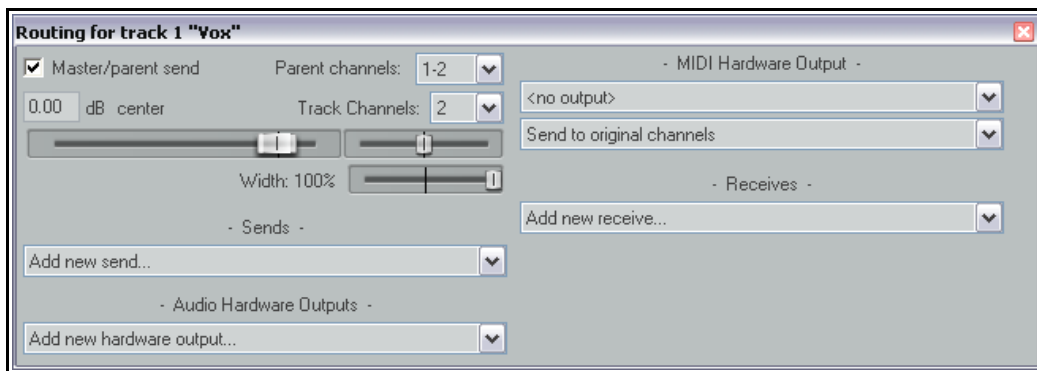 Routing for track 1 "Vox"
Master/parent send
Parent channels: 1-2
0.00 dB center
Track Channels: 2
Width: 100%
- Sends -
Add new send...
- Audio Hardware Outputs -
Add new hardware output...
- MIDI Hardware Output -
<no output>
Send to original channels
- Receives -
Add new receive...